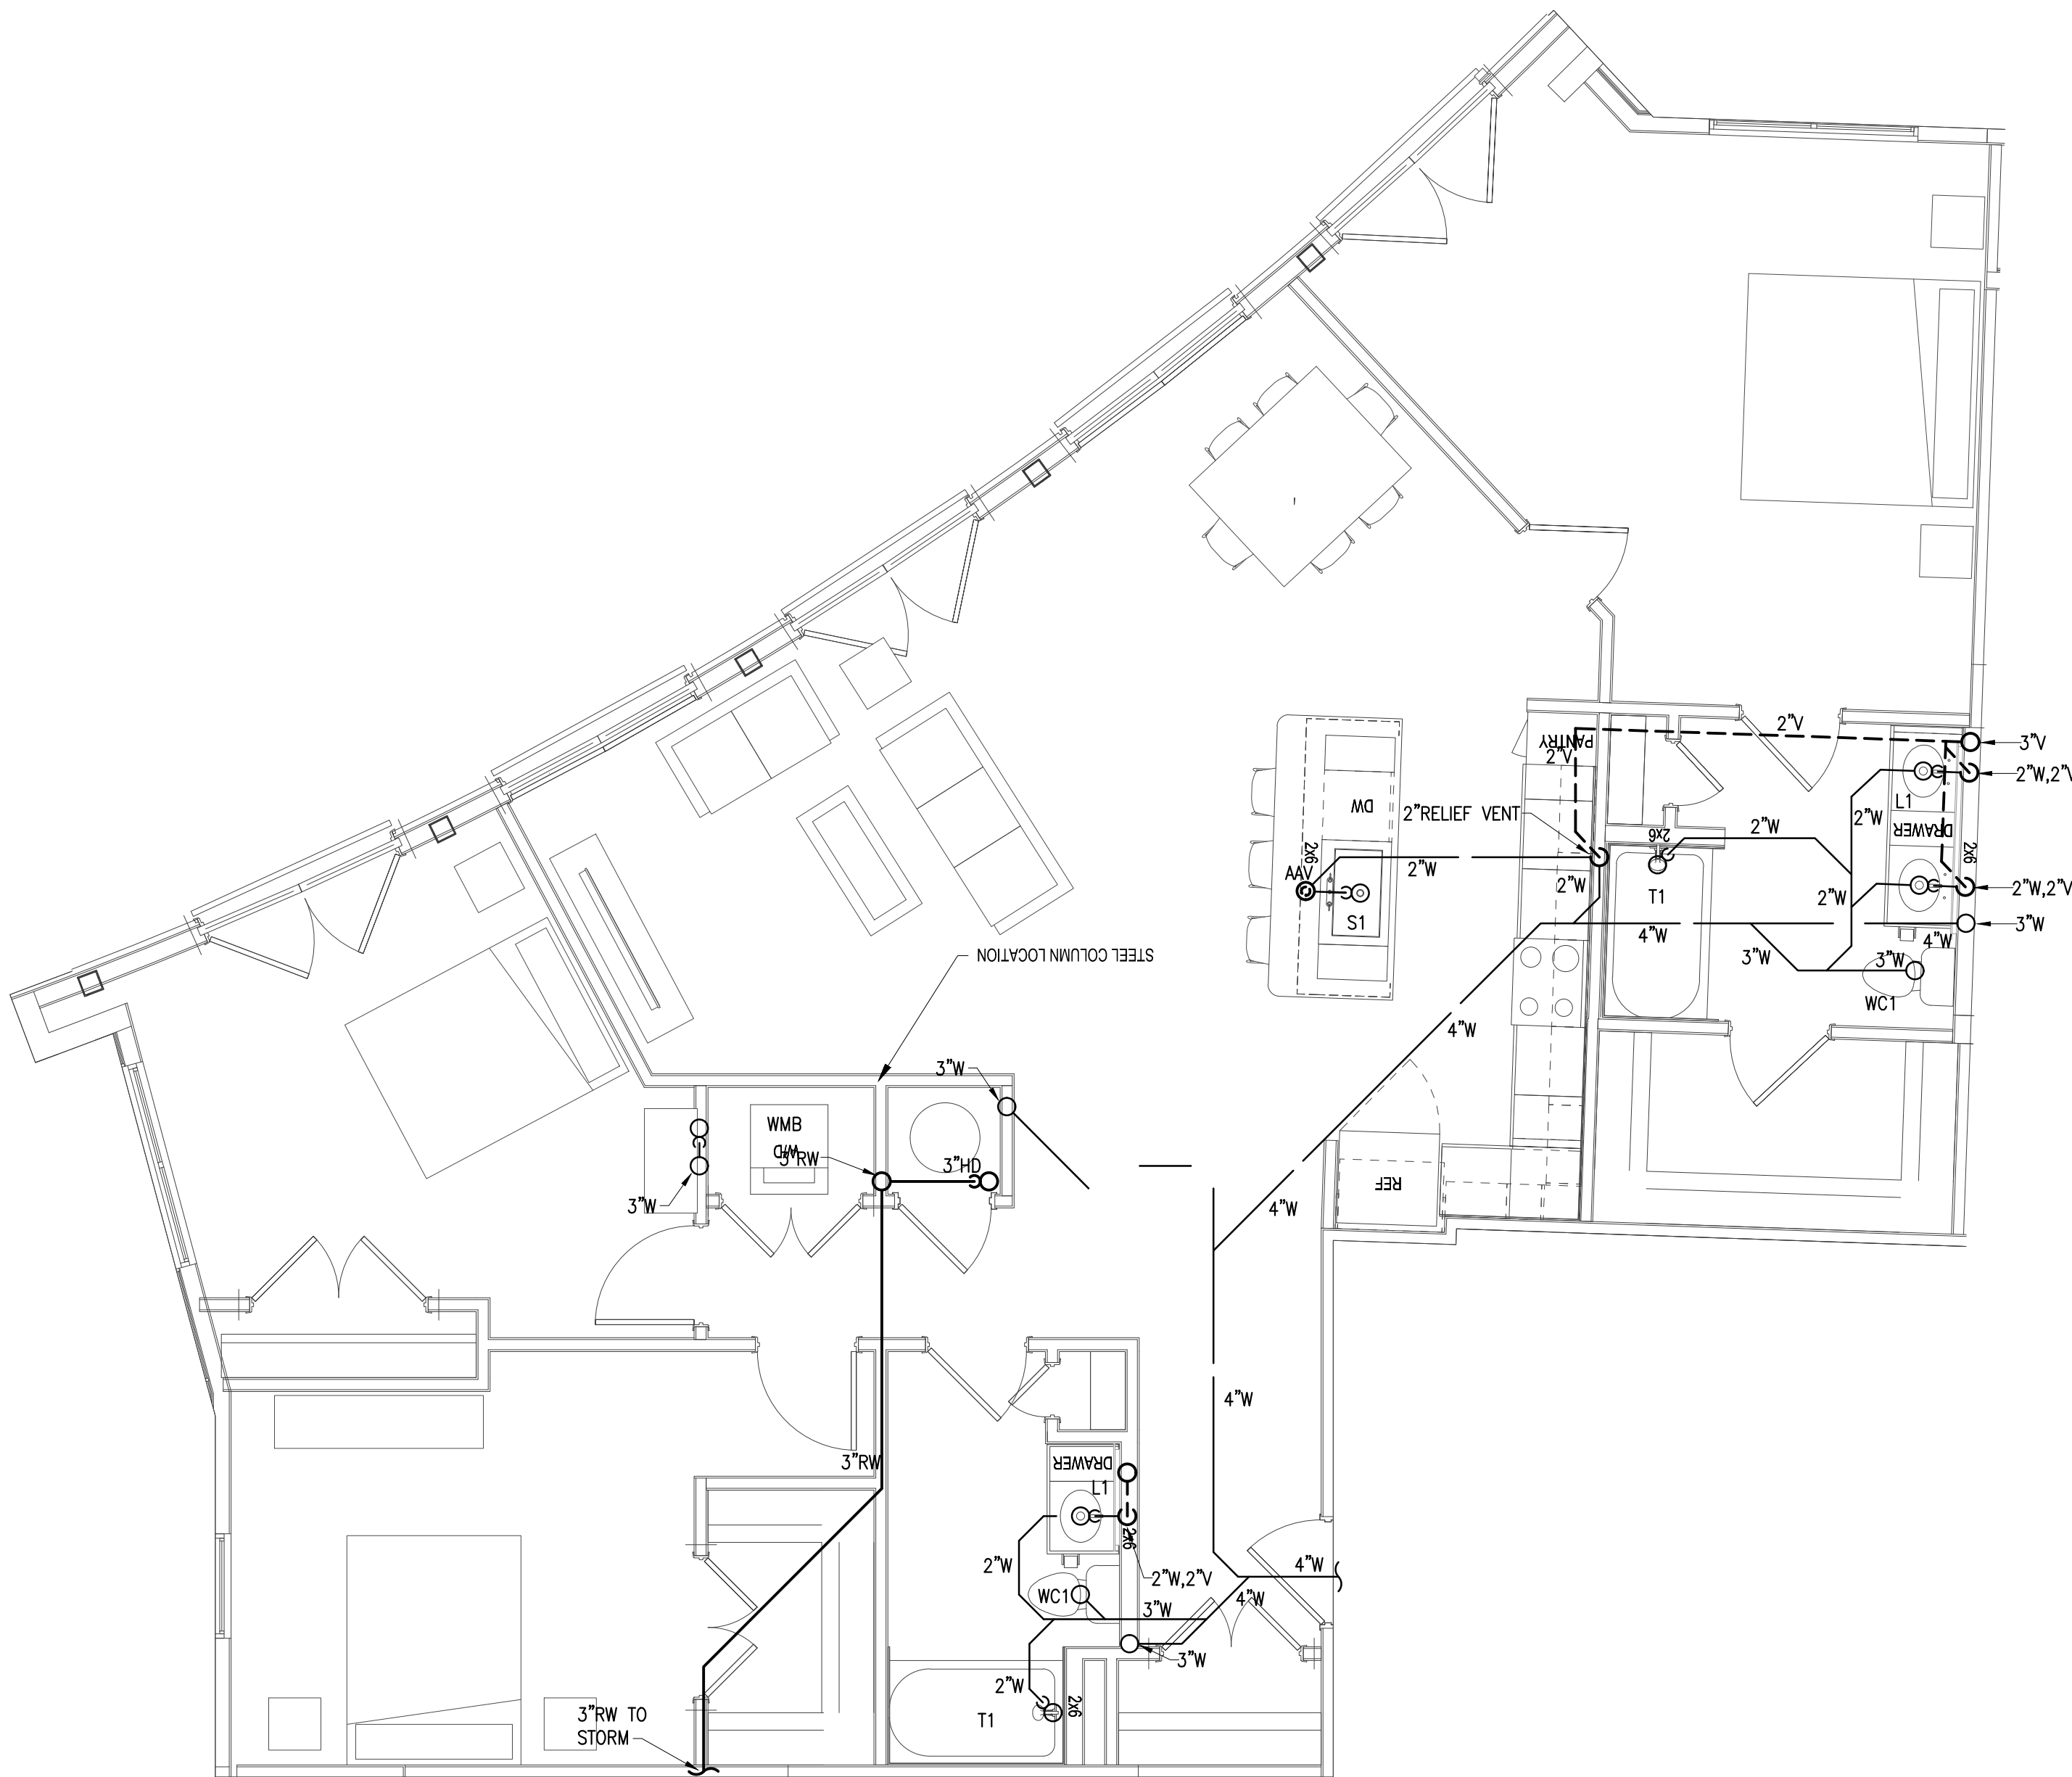 2"V
3"V
PANTRY
2"V
2"W,2"V
L1
DW
2"RELIEF VENT
2"W
DRAWER
2x6
2"W
2x6
2x6
AAV
2"W
2"W
T1
2"W
2"W,2"V
S1
3"W
4"W
4"W
3"W
3"W
STEEL COLUMN LOCATION
WC1
4"W
3"W
WMB
W/D
3"RW
3"HD
REF
3"W
4"W
4"W
3"RW
DRAWER
L1
2x6
2"W
4"W
2"W,2"V
WC1
4"W
3"W
3"W
2"W
2x6
T1
3"RW TO
STORM